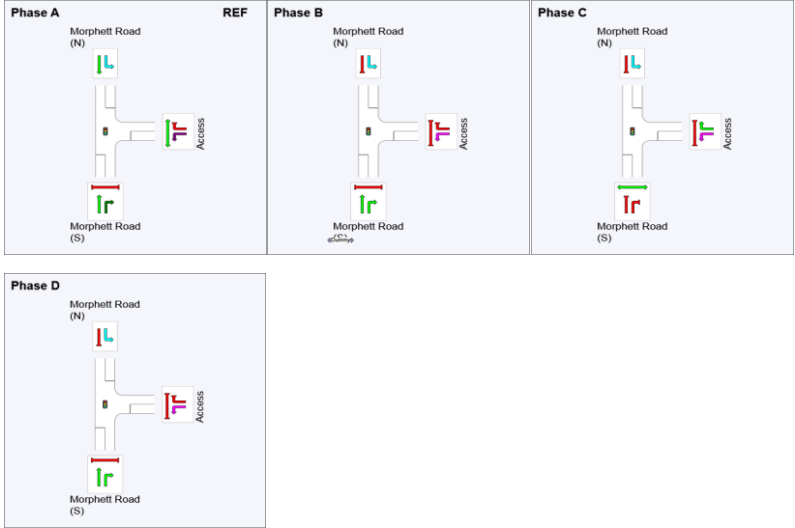 Phase A
REF
Morphett Road
(N)
Access
Morphett Road
(S)
Phase B
Morphett Road
(N)
Access
Morphett Road
(S)
Phase C
Morphett Road
(N)
Access
Morphett Road
(S)
Phase D
Morphett Road
(N)
Access
Morphett Road
(S)